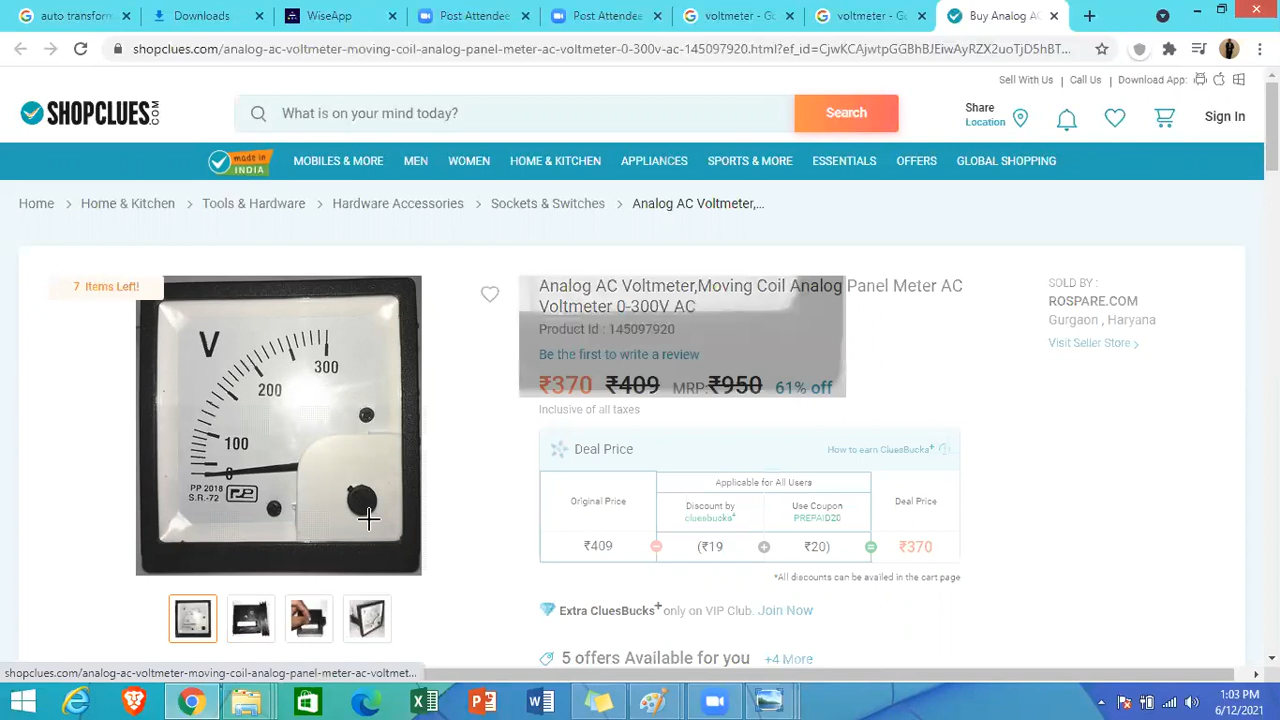 auto transform
Downloads
WiseApp
Post Attendee
Post Attendee
voltmeter - G
voltmeter - Go
Buy Analog AC
shopclues.com/analog-ac-voltmeter-moving-coil-analog-panel-meter-ac-voltmeter-0-300v-ac-145097920.html?ef_id=CjwKCAjwtpGGBhBJEiwAyRZX2uoTjD5hBT...
Sell With Us | Call Us | Download App:
SHOPCLUES.COM
What is on your mind today?
Search
Share
Location
Sign In
made in
INDIA
MOBILES & MORE MEN WOMEN HOME & KITCHEN APPLIANCES SPORTS & MORE ESSENTIALS OFFERS GLOBAL SHOPPING
Home > Home & Kitchen > Tools & Hardware > Hardware Accessories > Sockets & Switches > Analog AC Voltmeter,...
7 Items Left!
V
0
100
200
300
PP 2018
S.R.-72
Analog AC Voltmeter,Moving Coil Analog Panel Meter AC
Voltmeter 0-300V AC
Product Id : 145097920
Be the first to write a review
₹370 ₹409 MRP:₹950 61% off
Inclusive of all taxes
SOLD BY :
ROSPARE.COM
Gurgaon , Haryana
Visit Seller Store >
Deal Price
How to earn CluesBucks+
Applicable for All Users
Original Price
Discount by
cluesbucks+
Use Coupon
PREPAID20
Deal Price
₹409 - (₹19 + ₹20) = ₹370
*All discounts can be availed in the cart page
Extra CluesBucks+ only on VIP Club. Join Now
5 offers Available for you +4 More
shopclues.com/analog-ac-voltmeter-moving-coil-analog-panel-meter-ac-voltmet...
1:03 PM
6/12/2021